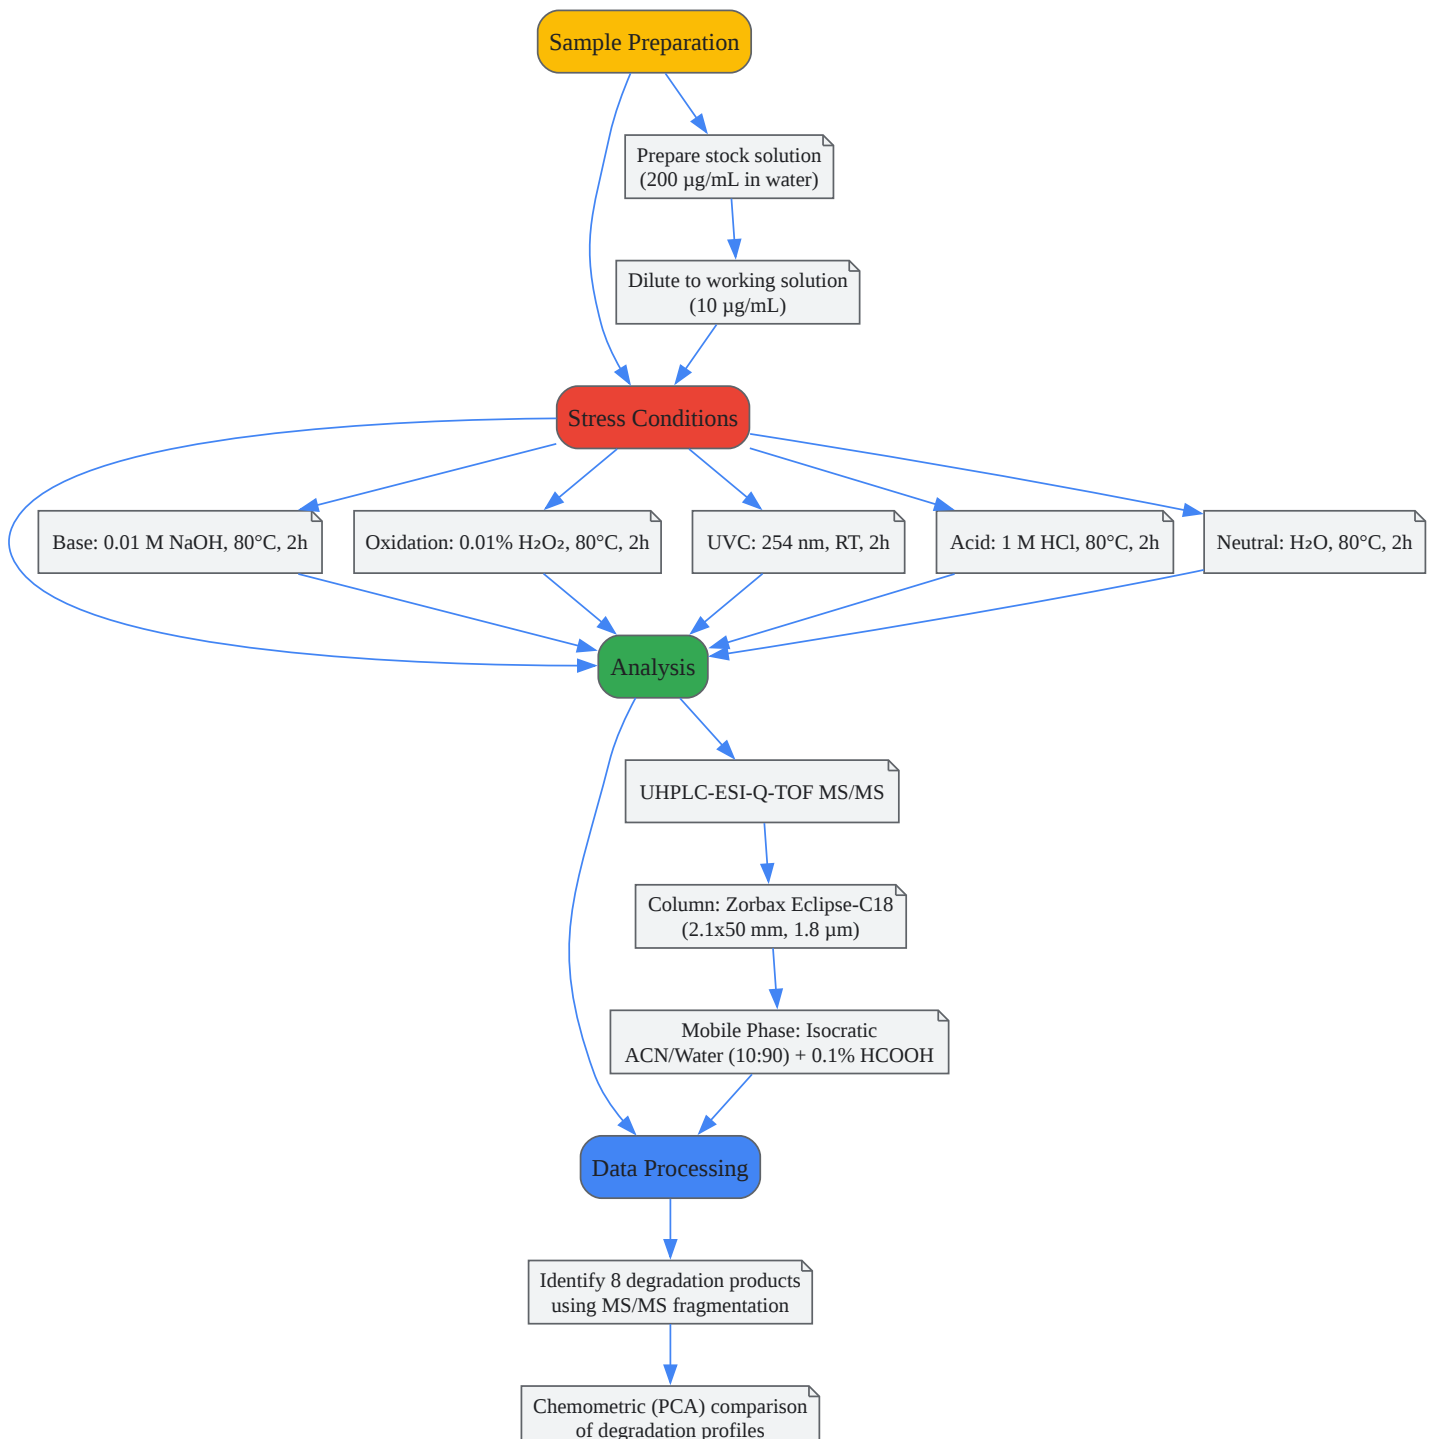 Sample Preparation
Prepare stock solution
(200 µg/mL in water)
Dilute to working solution
(10 µg/mL)
Stress Conditions
Base: 0.01 M NaOH, 80°C, 2h
Oxidation: 0.01% H₂O₂, 80°C, 2h
UVC: 254 nm, RT, 2h
Acid: 1 M HCl, 80°C, 2h
Neutral: H₂O, 80°C, 2h
Analysis
UHPLC-ESI-Q-TOF MS/MS
Column: Zorbax Eclipse-C18
(2.1x50 mm, 1.8 µm)
Mobile Phase: Isocratic
ACN/Water (10:90) + 0.1% HCOOH
Data Processing
Identify 8 degradation products
using MS/MS fragmentation
Chemometric (PCA) comparison
of degradation profiles